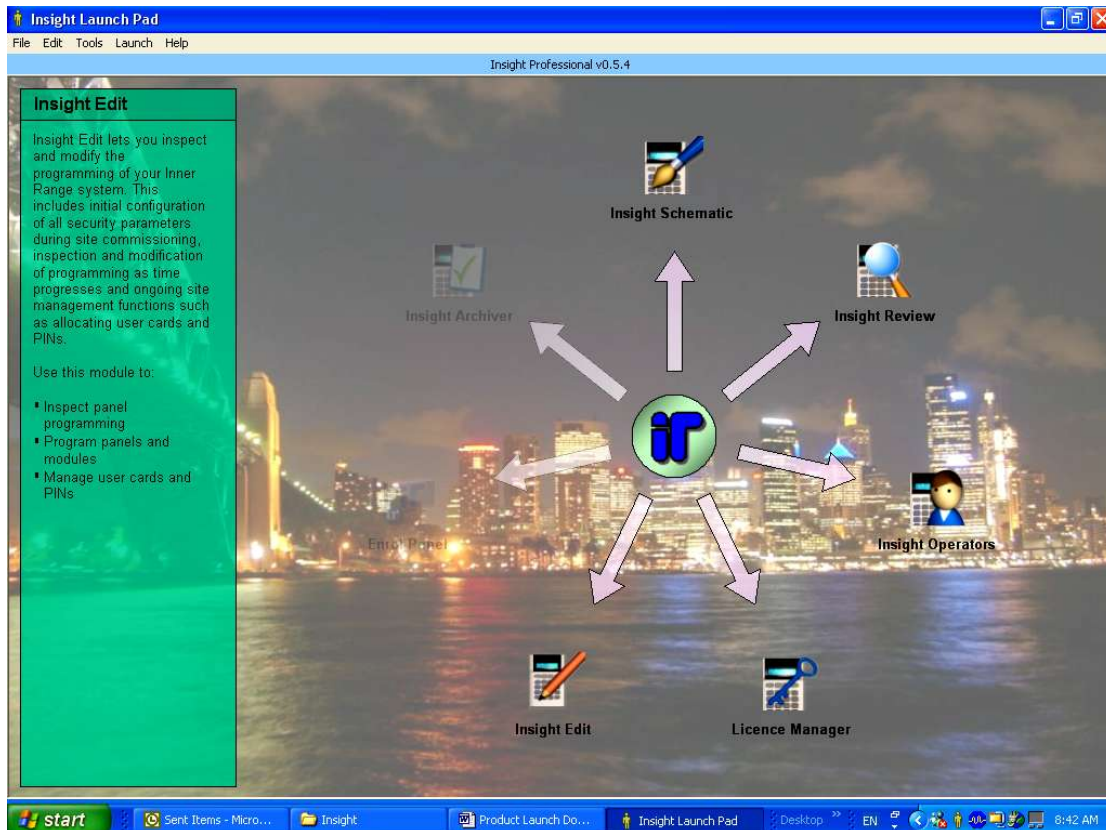 Insight Launch Pad
File Edit Tools Launch Help
Insight Professional v0.5.4
Insight Edit
Insight Edit lets you inspect
and modify the
programming of your Inner
Range system. This
includes initial configuration
of all security parameters
during site commissioning,
inspection and modification
of programming as time
progresses and ongoing site
management functions such
as allocating user cards and
PINs.
Use this module to:
▪ Inspect panel
programming
▪ Program panels and
modules
▪ Manage user cards and
PINs
Insight Schematic
Insight Archiver
Insight Review
ir
Enrol Panel
Insight Operators
Insight Edit
Licence Manager
start
Sent Items - Micro...
Insight
Product Launch Do...
Insight Launch Pad
Desktop
EN
8:42 AM